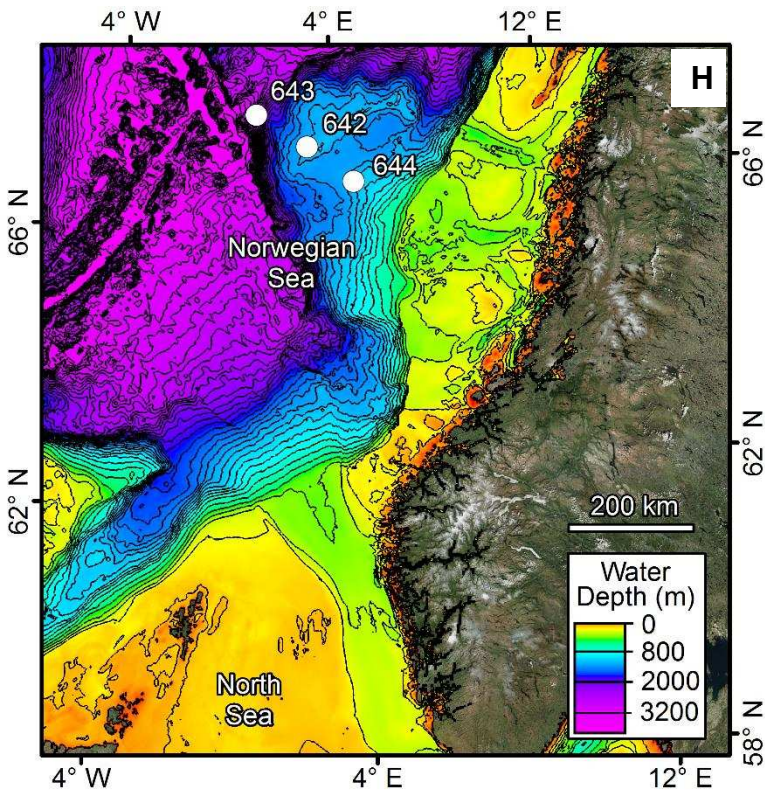 4° W
4° E
12° E
H
643
642
644
66° N
66° N
Norwegian
Sea
62° N
62° N
200 km
Water
Depth (m)
0
800
2000
3200
North
Sea
58° N
4° W
4° E
12° E